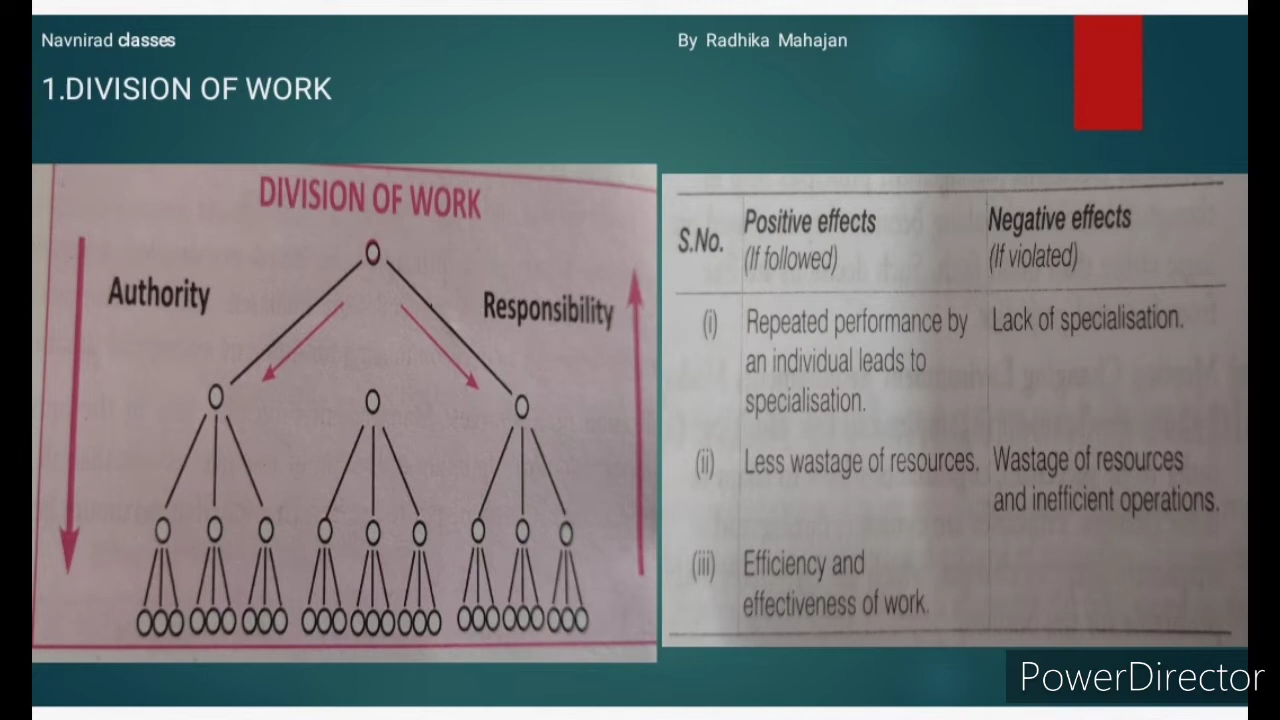 Navnirad classes
By Radhika Mahajan
1.DIVISION OF WORK
DIVISION OF WORK
Authority
Responsibility
S.No.
Positive effects
(If followed)
Negative effects
(If violated)
(i)
Repeated performance by
an individual leads to
specialisation.
Lack of specialisation.
(ii)
Less wastage of resources.
Wastage of resources
and inefficient operations.
(iii)
Efficiency and
effectiveness of work.
PowerDirector